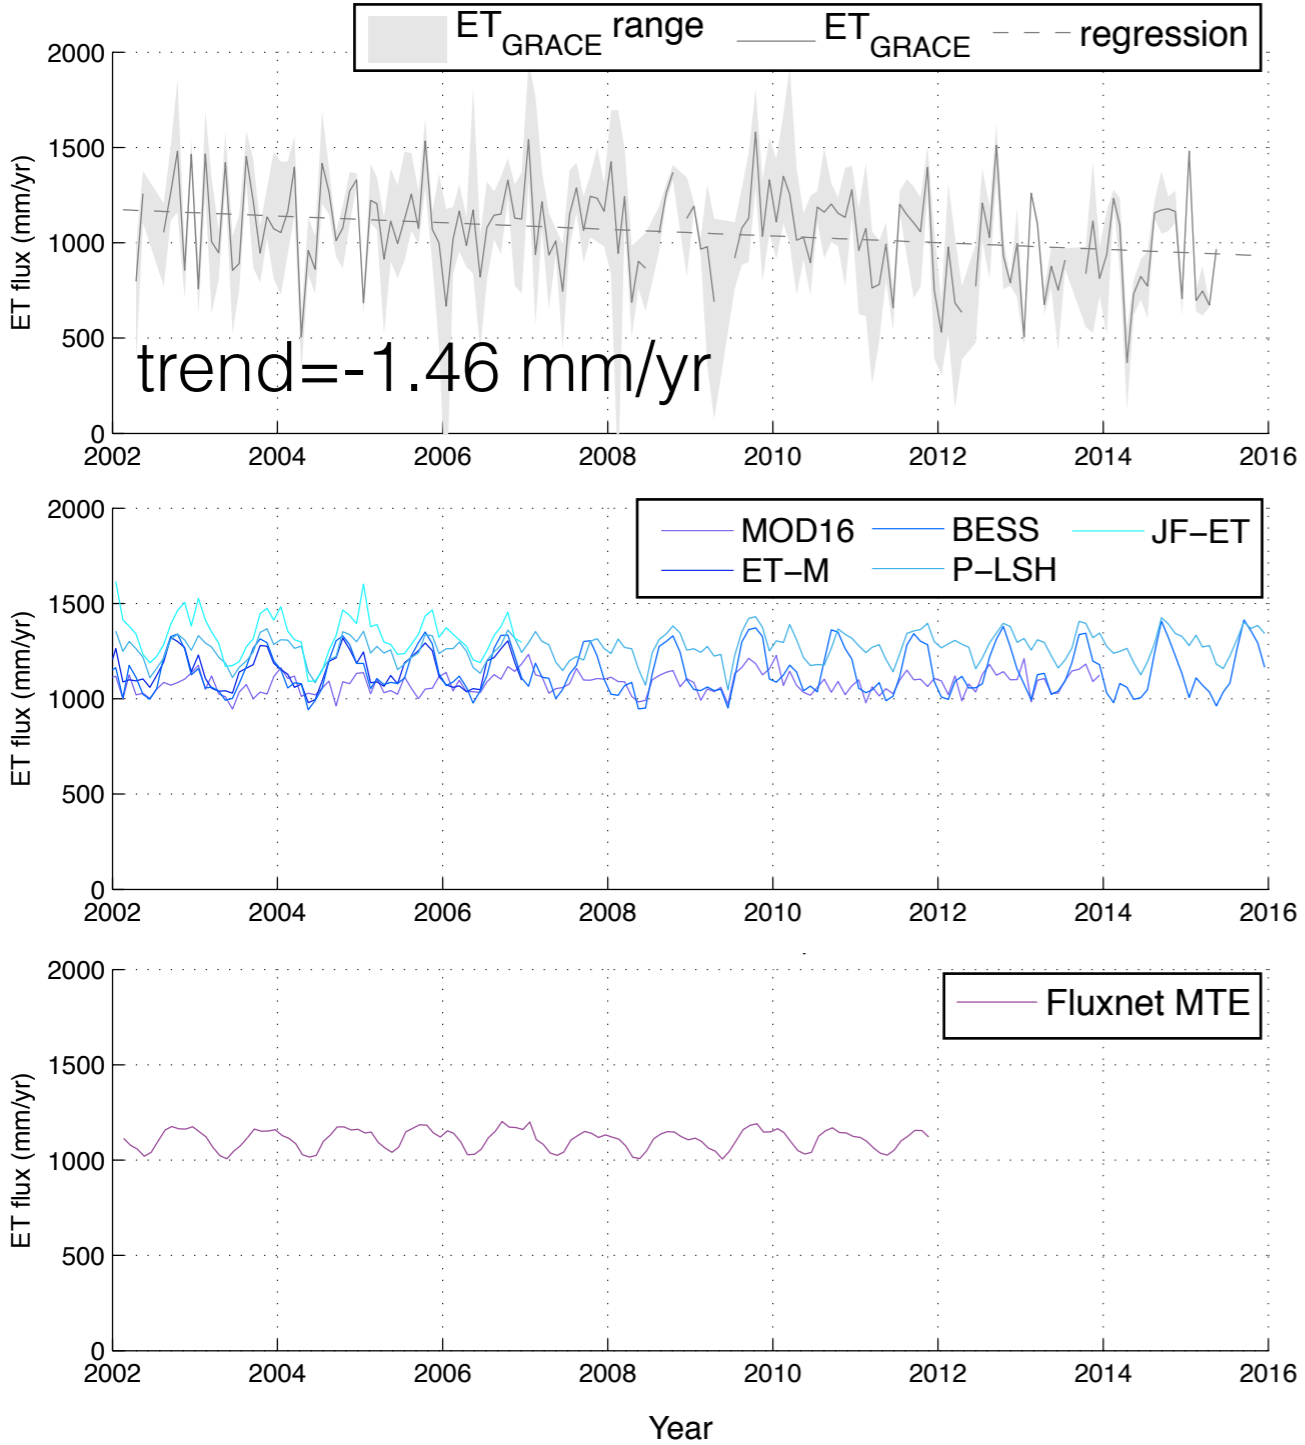 ET_GRACE range ET_GRACE regression
2000
1500
1000
500
0
ET flux (mm/yr)
trend=-1.46 mm/yr
2002 2004 2006 2008 2010 2012 2014 2016
MOD16 BESS JF-ET
ET-M P-LSH
2000
1500
1000
500
0
ET flux (mm/yr)
2002 2004 2006 2008 2010 2012 2014 2016
Fluxnet MTE
2000
1500
1000
500
0
ET flux (mm/yr)
2002 2004 2006 2008 2010 2012 2014 2016
Year